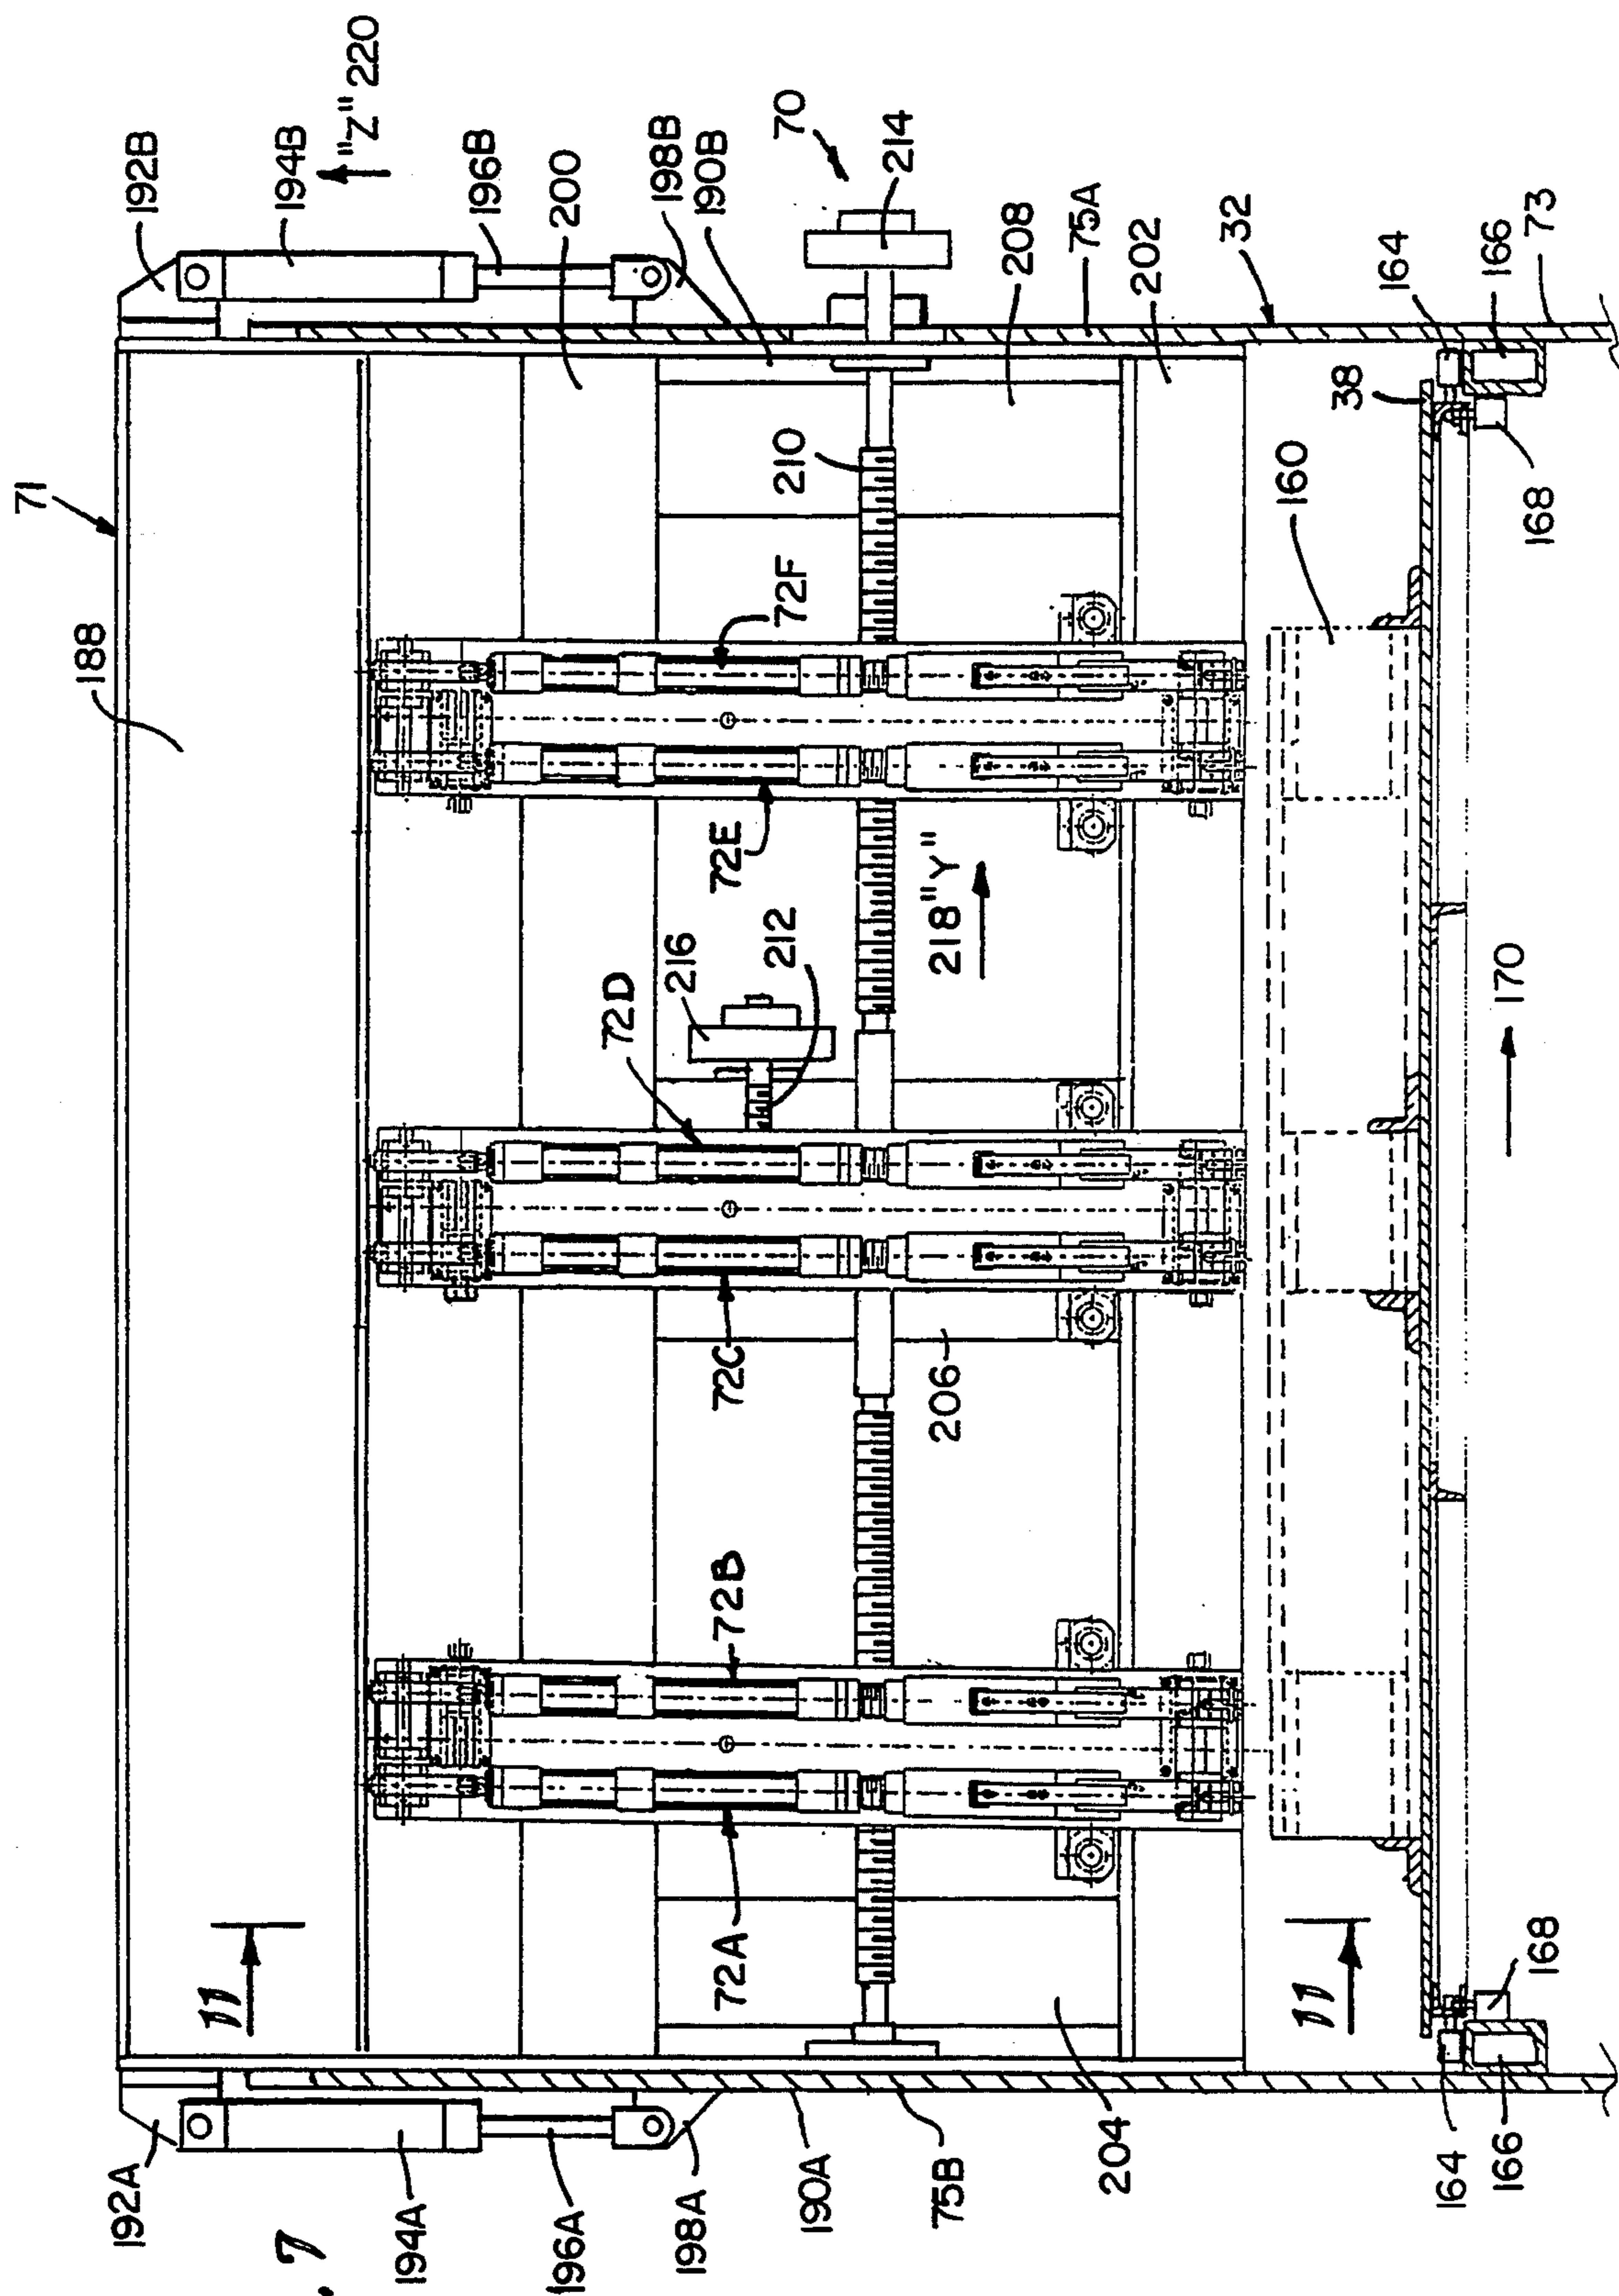 71
188
192B
194B
"Z" 220
196B
200
198B
190B
70
214
208
75A
202
32
164
166
73
38
168
160
210
72F
72E
218 "Y"
212
216
72D
170
72C
206
72B
72A
11
11
204
168
166
164
75B
190A
198A
196A
194A
192A
. 7